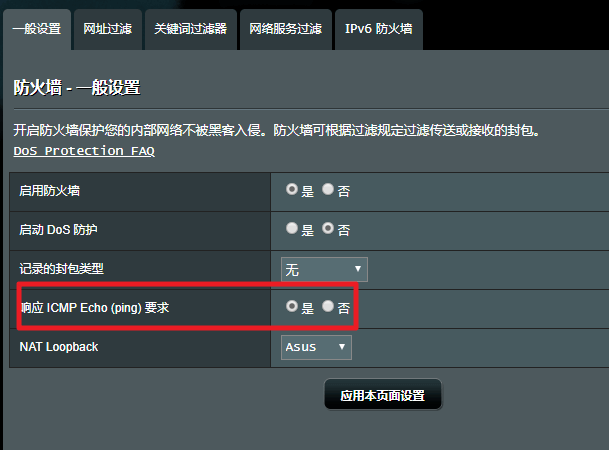 一般设置 网址过滤 关键词过滤器 网络服务过滤 IPv6 防火墙
防火墙 - 一般设置
开启防火墙保护您的内部网络不被黑客入侵。防火墙可根据过滤规定过滤传送或接收的封包。
DoS Protection FAQ
启用防火墙 是 否
启动 DoS 防护 是 否
记录的封包类型 无
响应 ICMP Echo (ping) 要求 是 否
NAT Loopback Asus
应用本页面设置